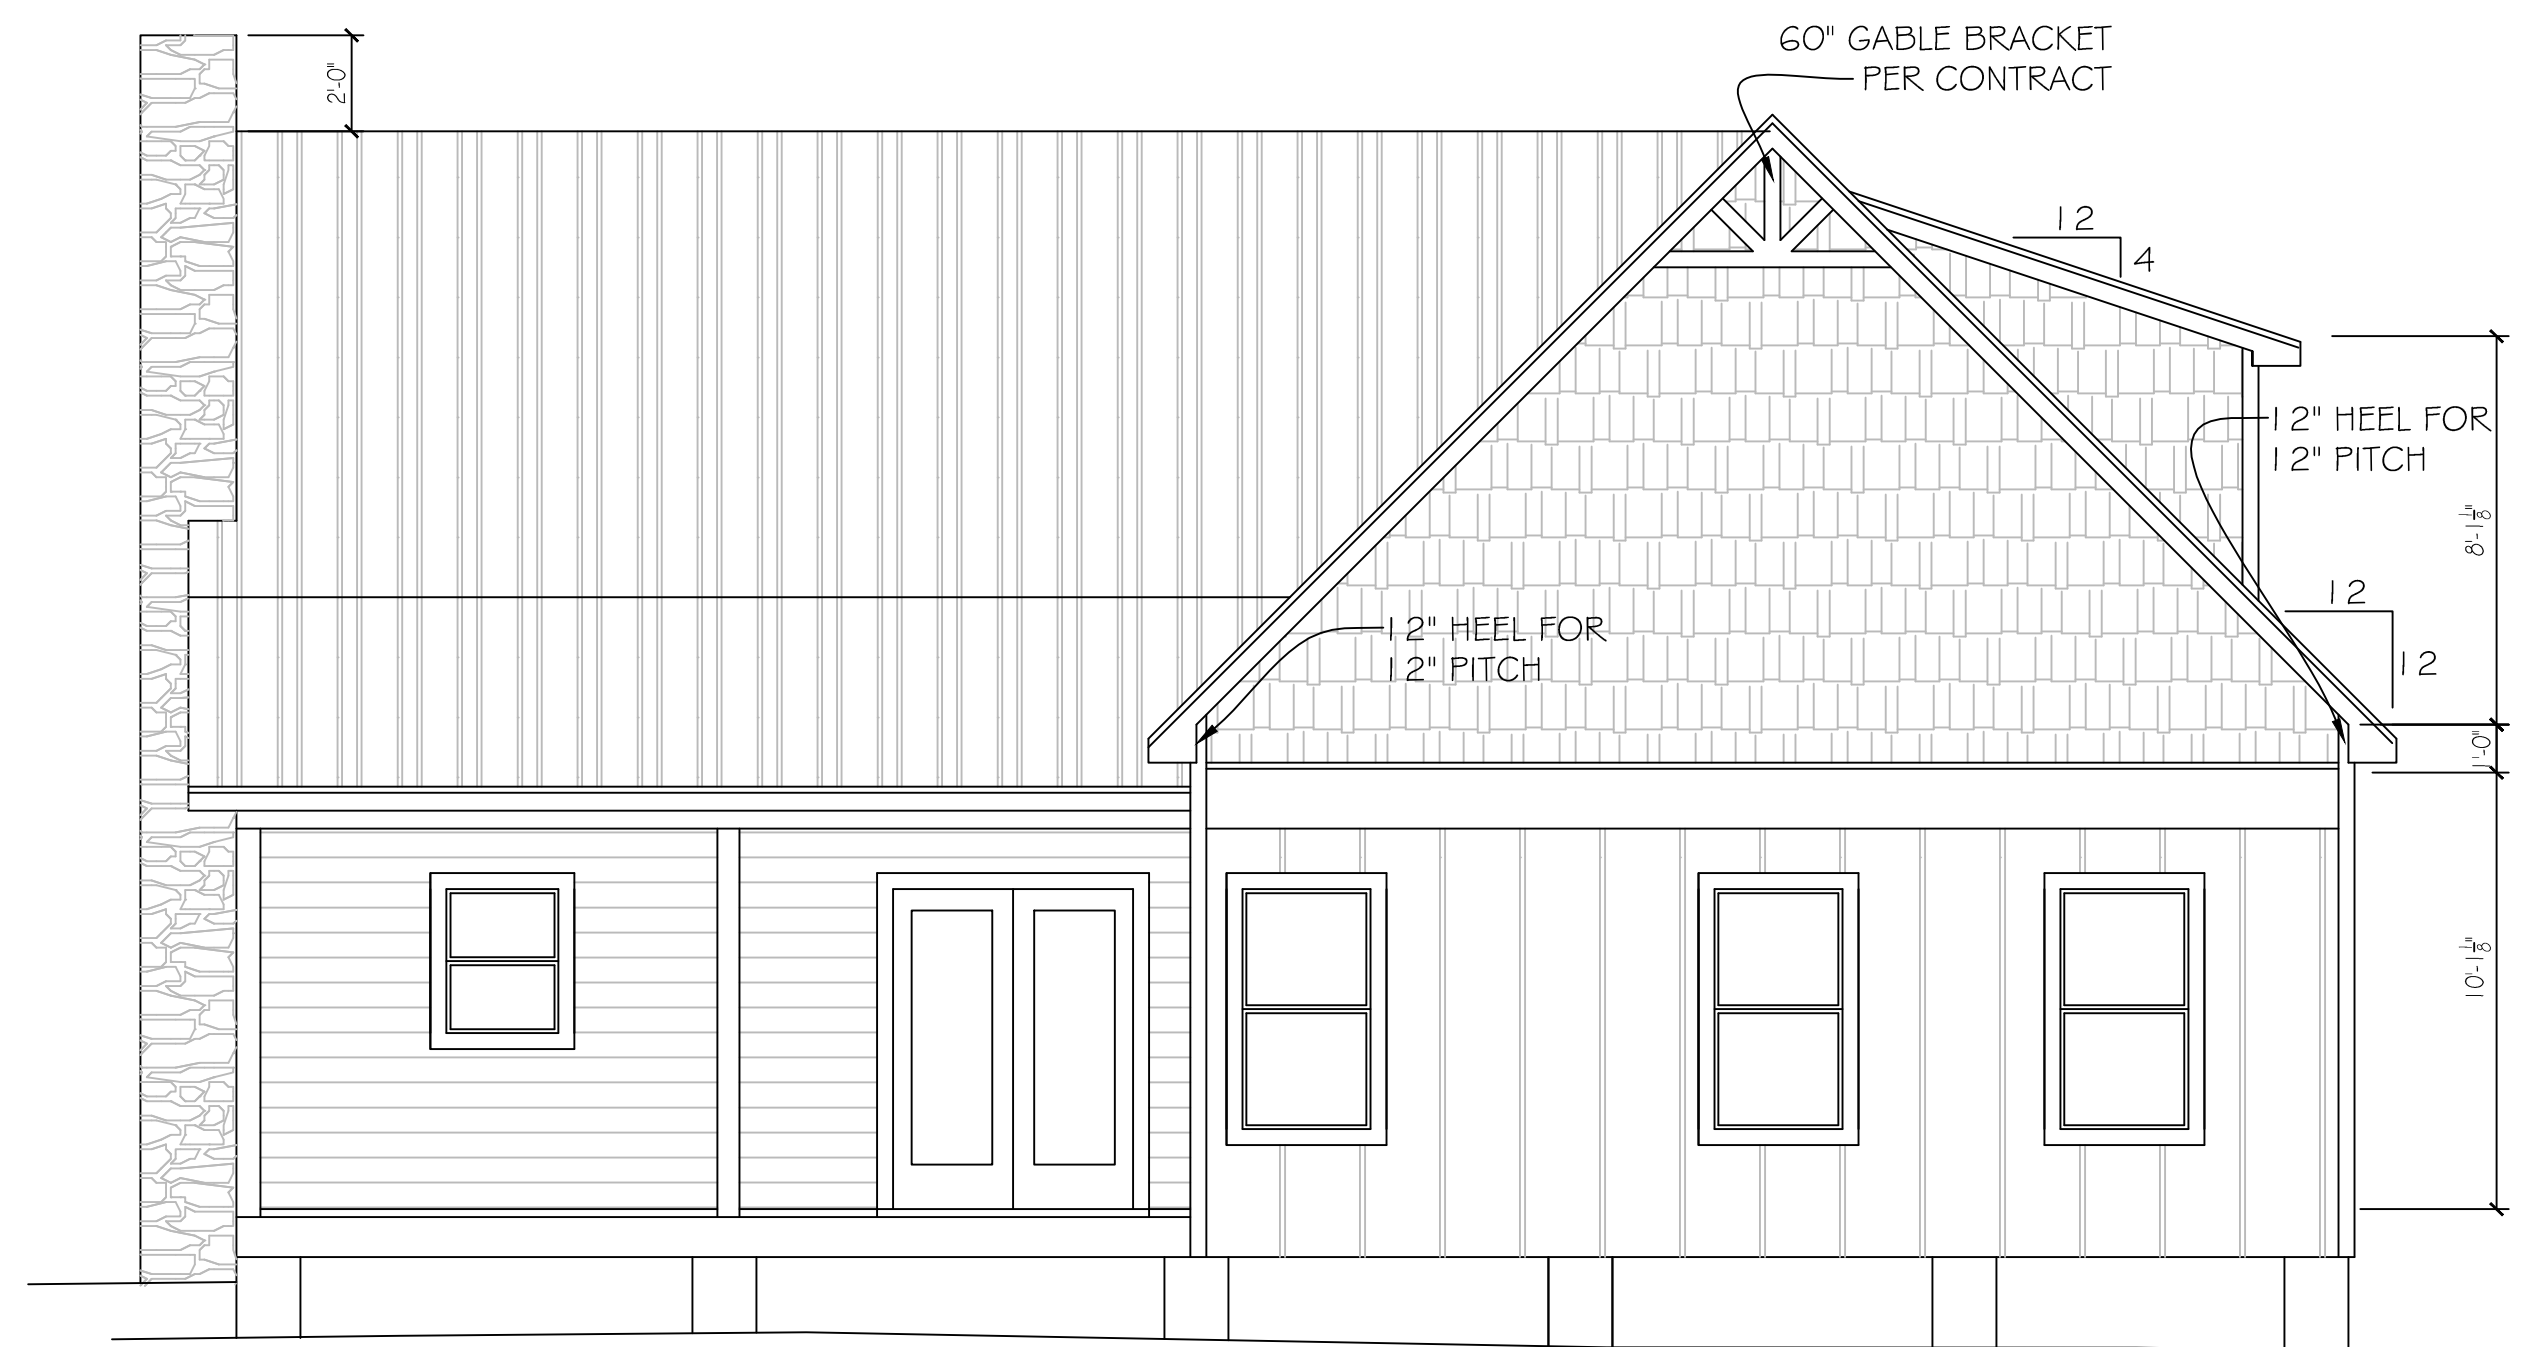 60" GABLE BRACKET
PER CONTRACT
2'-0"
12
4
12" HEEL FOR
12" PITCH
8'-1 1/8"
12
12
12" HEEL FOR
12" PITCH
1'-0"
10'-1 1/8"